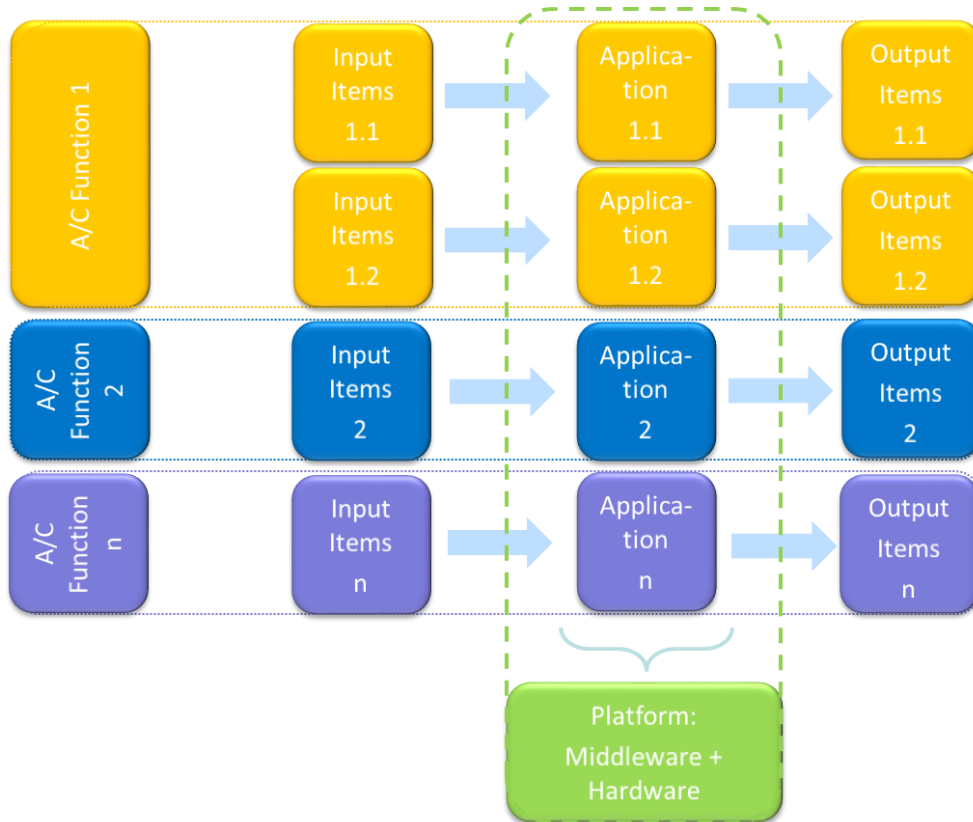 A/C Function 1
Input
Items
1.1
Applica-
tion
1.1
Output
Items
1.1
Input
Items
1.2
Applica-
tion
1.2
Output
Items
1.2
A/C
Function
2
Input
Items
2
Applica-
tion
2
Output
Items
2
A/C
Function
n
Input
Items
n
Applica-
tion
n
Output
Items
n
Platform:
Middleware +
Hardware